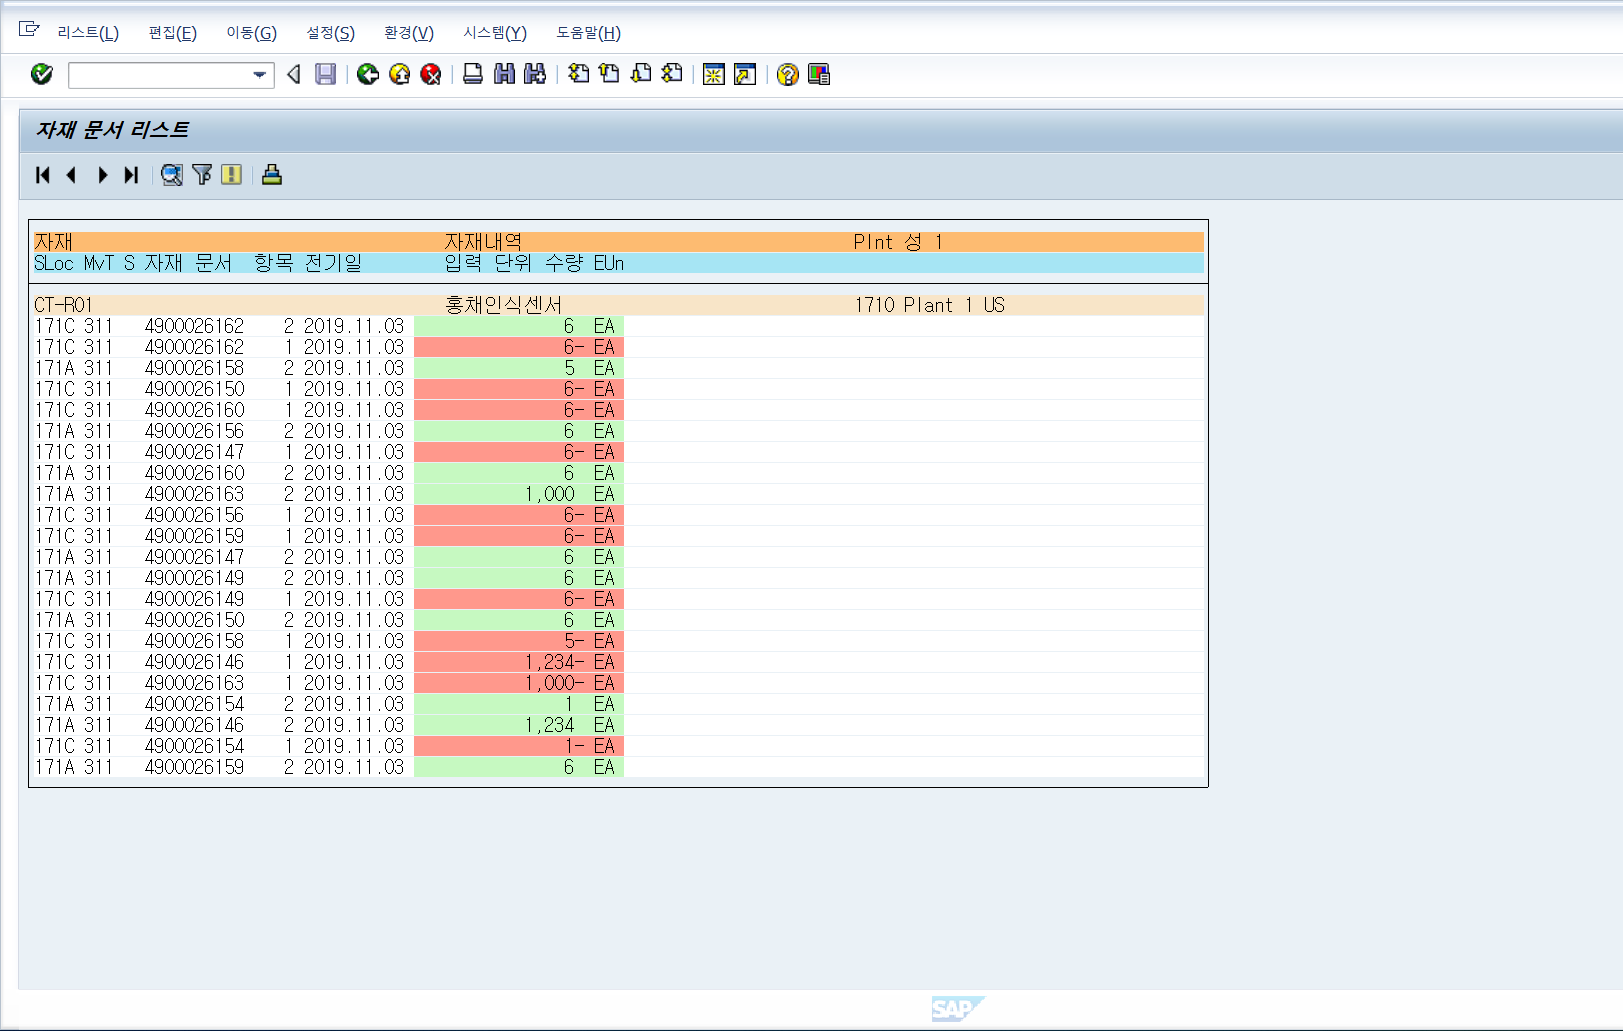 리스트(L) 편집(E) 이동(G) 설정(S) 환경(V) 시스템(Y) 도움말(H)
자재 문서 리스트
자재 자재내역 Plnt 성 1
SLoc MvT S 자재 문서 항목 전기일 입력 단위 수량 EUn
CT-R01 홍채인식센서 1710 Plant 1 US
171C 311 4900026162 2 2019.11.03 6 EA
171C 311 4900026162 1 2019.11.03 6- EA
171A 311 4900026158 2 2019.11.03 5 EA
171C 311 4900026150 1 2019.11.03 6- EA
171C 311 4900026160 1 2019.11.03 6- EA
171A 311 4900026156 2 2019.11.03 6 EA
171C 311 4900026147 1 2019.11.03 6- EA
171A 311 4900026160 2 2019.11.03 6 EA
171A 311 4900026163 2 2019.11.03 1,000 EA
171C 311 4900026156 1 2019.11.03 6- EA
171C 311 4900026159 1 2019.11.03 6- EA
171A 311 4900026147 2 2019.11.03 6 EA
171A 311 4900026149 2 2019.11.03 6 EA
171C 311 4900026149 1 2019.11.03 6- EA
171A 311 4900026150 2 2019.11.03 6 EA
171C 311 4900026158 1 2019.11.03 5- EA
171C 311 4900026146 1 2019.11.03 1,234- EA
171C 311 4900026163 1 2019.11.03 1,000- EA
171A 311 4900026154 2 2019.11.03 1 EA
171A 311 4900026146 2 2019.11.03 1,234 EA
171C 311 4900026154 1 2019.11.03 1- EA
171A 311 4900026159 2 2019.11.03 6 EA
SAP